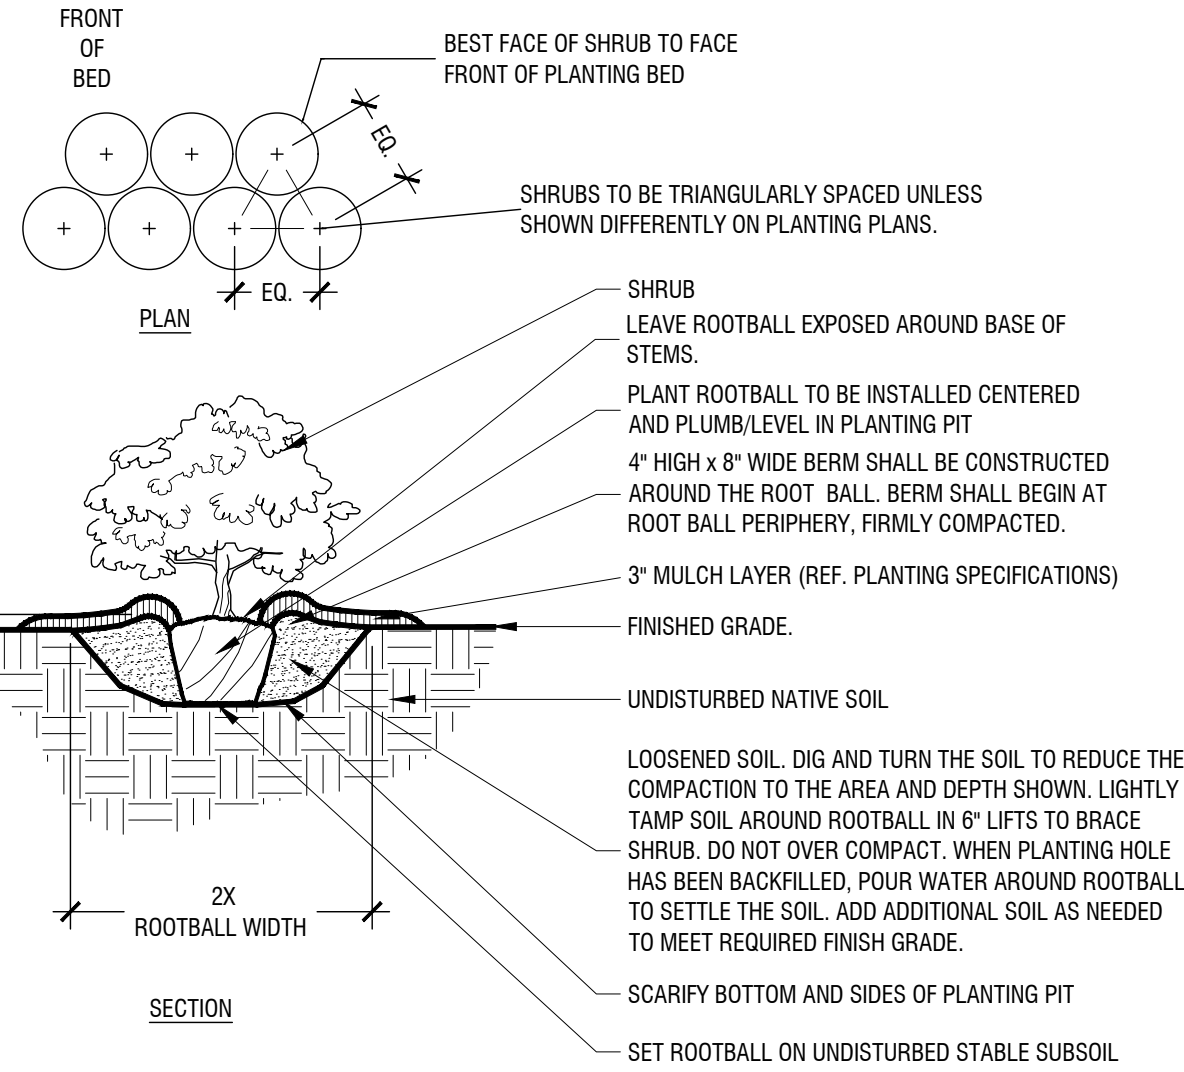 FRONT
OF
BED
BEST FACE OF SHRUB TO FACE
FRONT OF PLANTING BED
EQ.
SHRUBS TO BE TRIANGULARLY SPACED UNLESS
SHOWN DIFFERENTLY ON PLANTING PLANS.
EQ.
PLAN
SHRUB
LEAVE ROOTBALL EXPOSED AROUND BASE OF
STEMS.
PLANT ROOTBALL TO BE INSTALLED CENTERED
AND PLUMB/LEVEL IN PLANTING PIT
4" HIGH x 8" WIDE BERM SHALL BE CONSTRUCTED
AROUND THE ROOT BALL. BERM SHALL BEGIN AT
ROOT BALL PERIPHERY, FIRMLY COMPACTED.
3" MULCH LAYER (REF. PLANTING SPECIFICATIONS)
FINISHED GRADE.
UNDISTURBED NATIVE SOIL
LOOSENED SOIL. DIG AND TURN THE SOIL TO REDUCE THE
COMPACTION TO THE AREA AND DEPTH SHOWN. LIGHTLY
TAMP SOIL AROUND ROOTBALL IN 6" LIFTS TO BRACE
SHRUB. DO NOT OVER COMPACT. WHEN PLANTING HOLE
HAS BEEN BACKFILLED, POUR WATER AROUND ROOTBALL
TO SETTLE THE SOIL. ADD ADDITIONAL SOIL AS NEEDED
TO MEET REQUIRED FINISH GRADE.
2X
ROOTBALL WIDTH
SCARIFY BOTTOM AND SIDES OF PLANTING PIT
SECTION
SET ROOTBALL ON UNDISTURBED STABLE SUBSOIL